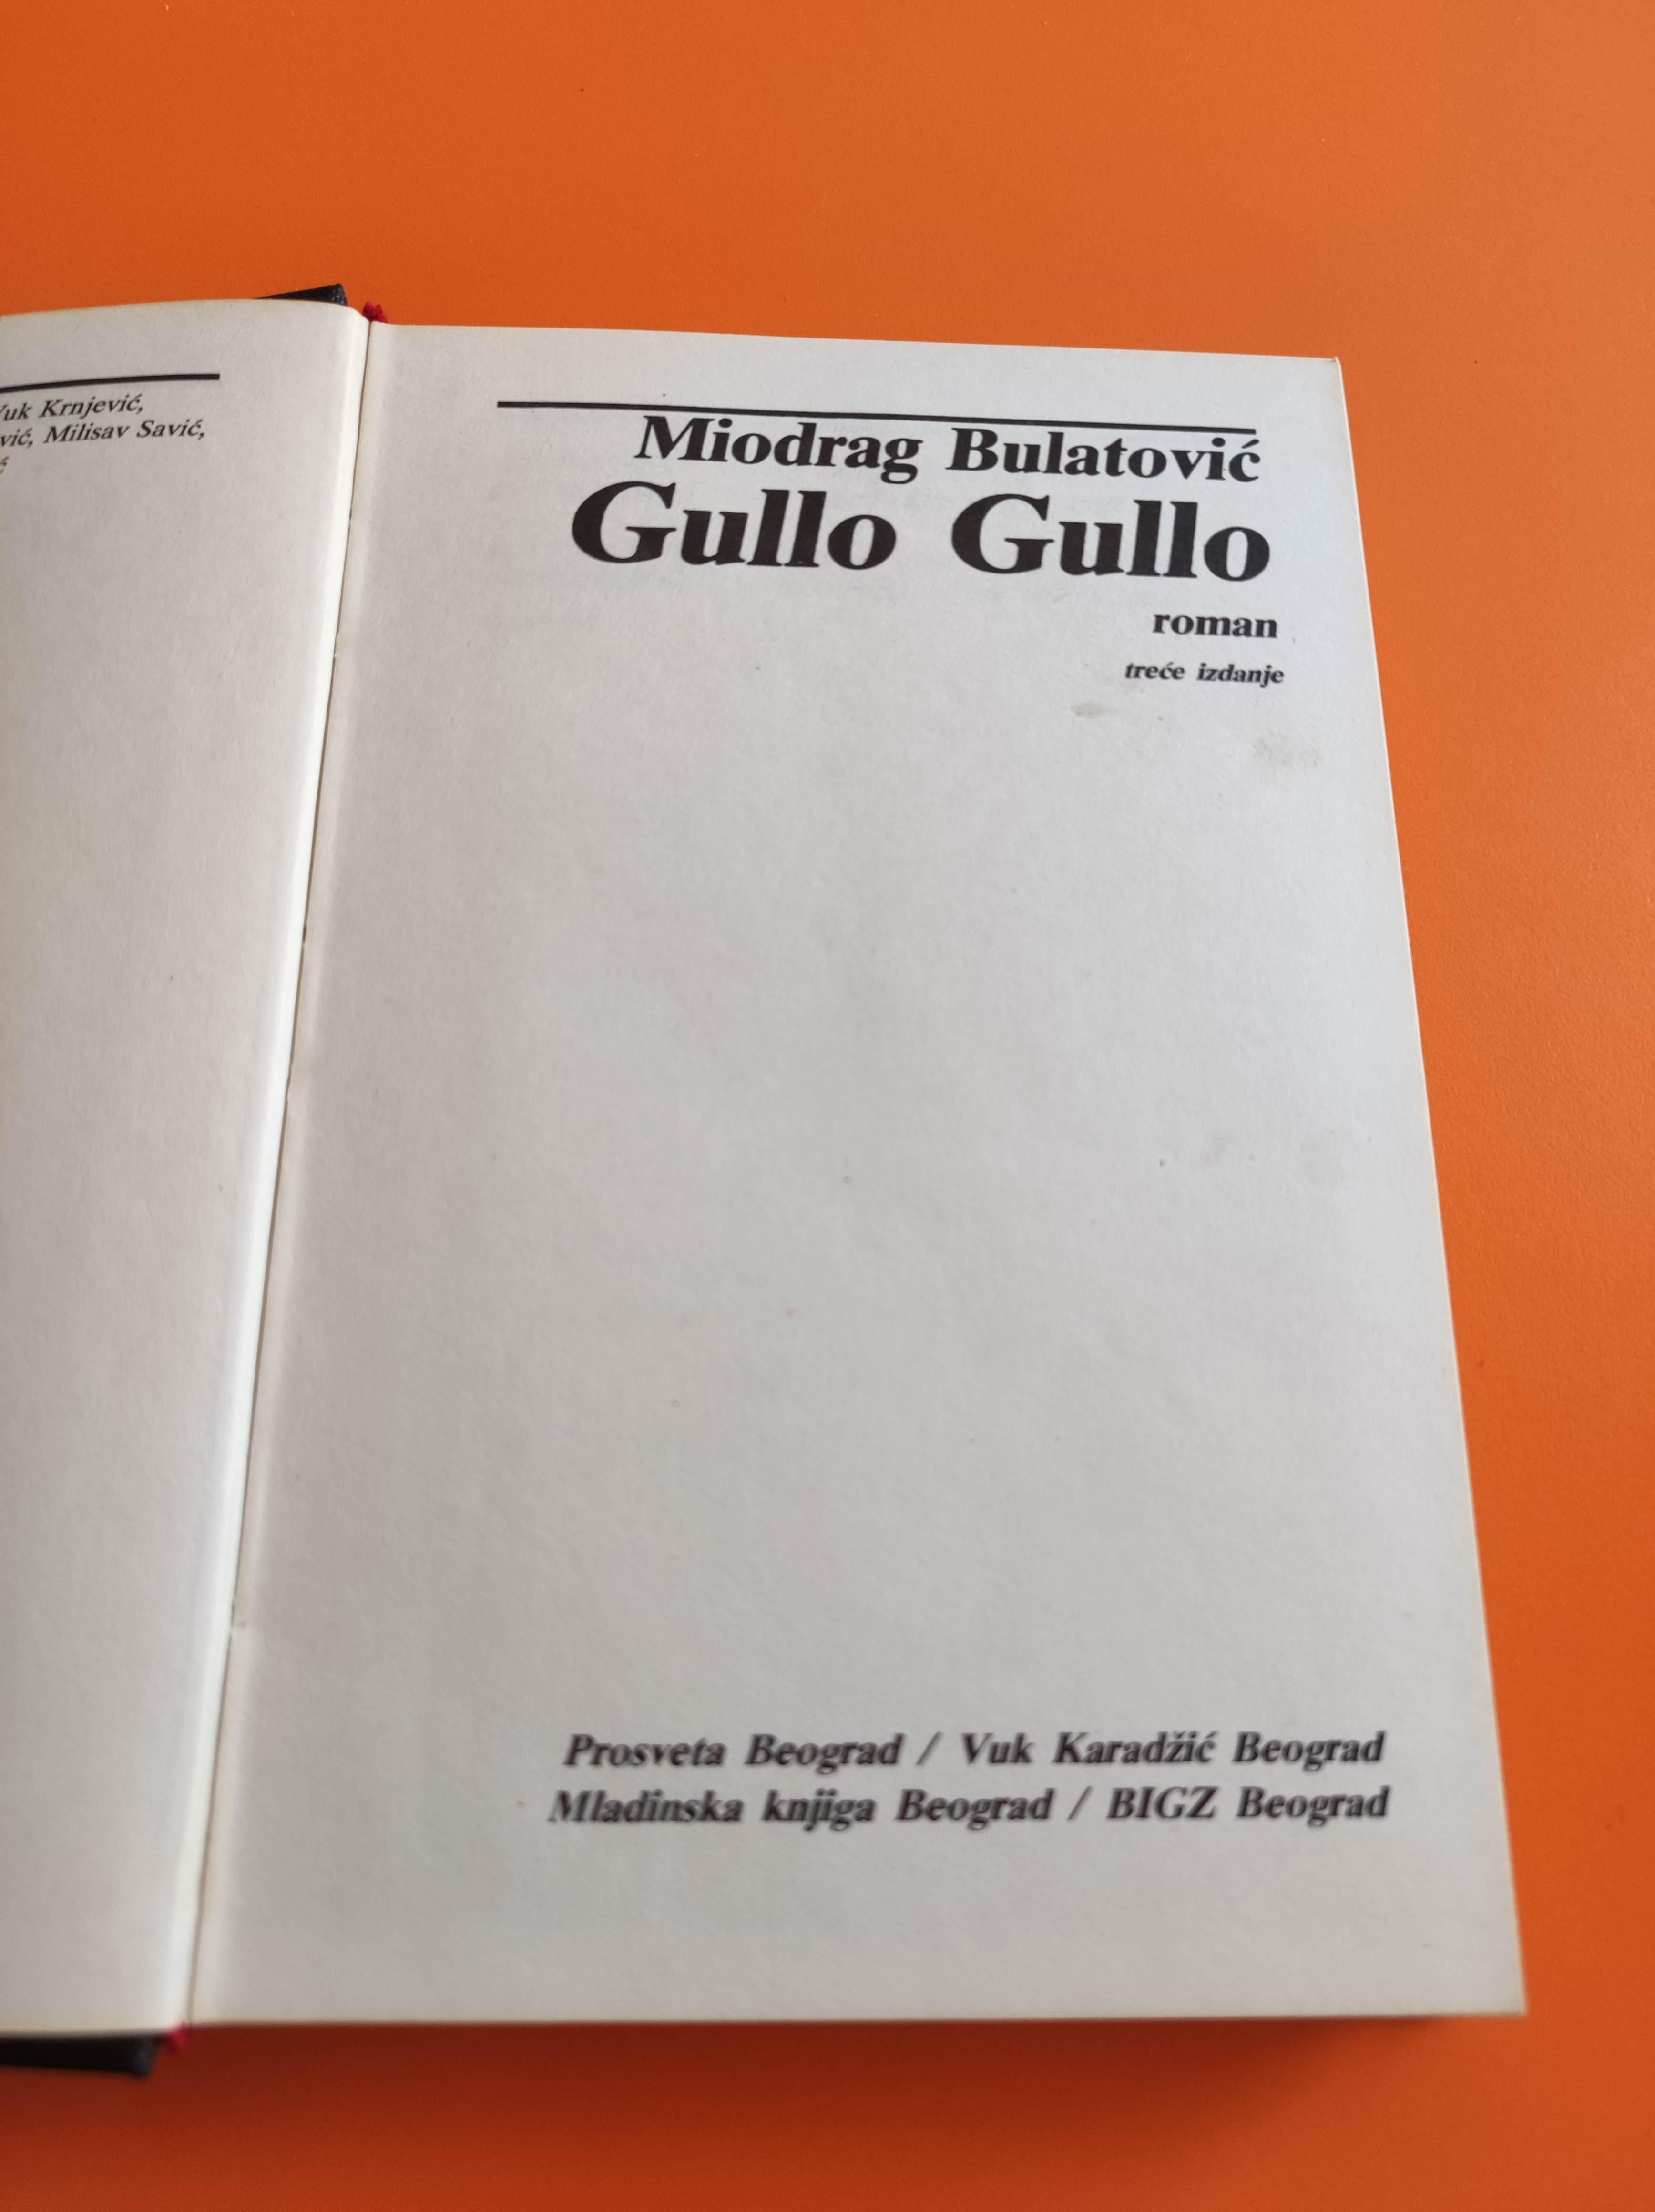 Vuk Krnjević,
Milisav Savić,
Miodrag Bulatović
Gullo Gullo
roman
treće izdanje
Prosveta Beograd / Vuk Karadžić Beograd
Mladinska knjiga Beograd / BIGZ Beograd